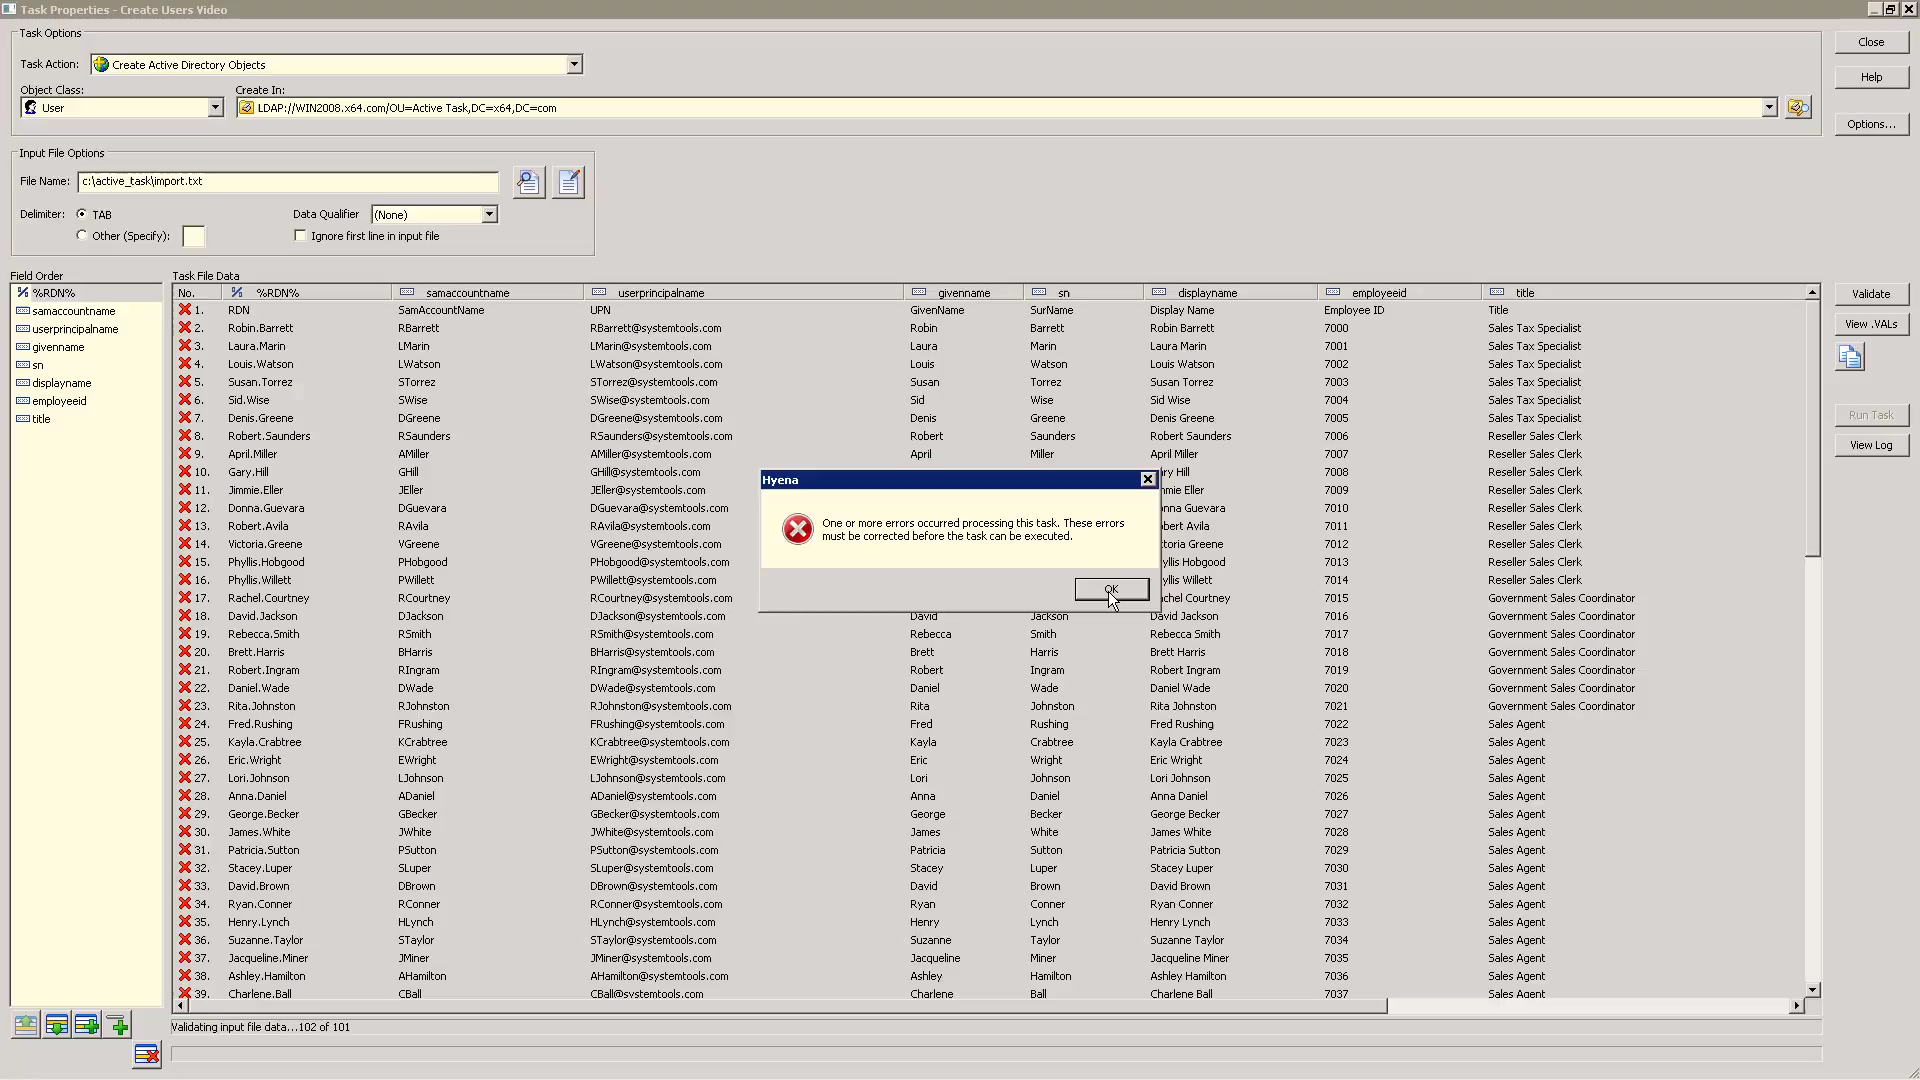 Task Properties - Create Users Video
Task Options
Close
Task Action: Create Active Directory Objects
Help
Object Class: Create In:
User LDAP://WIN2008.x64.com/OU=Active Task,DC=x64,DC=com
Options...
Input File Options
File Name: c:\active_task\import.txt
Delimiter: TAB Data Qualifier (None)
Other (Specify): Ignore first line in input file
Field Order Task File Data
%RDN%
samaccountname
userprincipalname
givenname
sn
displayname
employeeid
title
No. %RDN% samaccountname userprincipalname givenname sn displayname employeeid title
1. RDN SamAccountName UPN GivenName SurName Display Name Employee ID Title
2. Robin.Barrett RBarrett RBarrett@systemtools.com Robin Barrett Robin Barrett 7000 Sales Tax Specialist
3. Laura.Marin LMarin LMarin@systemtools.com Laura Marin Laura Marin 7001 Sales Tax Specialist
4. Louis.Watson LWatson LWatson@systemtools.com Louis Watson Louis Watson 7002 Sales Tax Specialist
5. Susan.Torrez STorrez STorrez@systemtools.com Susan Torrez Susan Torrez 7003 Sales Tax Specialist
6. Sid.Wise SWise SWise@systemtools.com Sid Wise Sid Wise 7004 Sales Tax Specialist
7. Denis.Greene DGreene DGreene@systemtools.com Denis Greene Denis Greene 7005 Sales Tax Specialist
8. Robert.Saunders RSaunders RSaunders@systemtools.com Robert Saunders Robert Saunders 7006 Reseller Sales Clerk
9. April.Miller AMiller AMiller@systemtools.com April Miller April Miller 7007 Reseller Sales Clerk
10. Gary.Hill GHill GHill@systemtools.com ry Hill 7008 Reseller Sales Clerk
11. Jimmie.Eller JEller JEller@systemtools.com mmie Eller 7009 Reseller Sales Clerk
12. Donna.Guevara DGuevara DGuevara@systemtools.com nna Guevara 7010 Reseller Sales Clerk
13. Robert.Avila RAvila RAvila@systemtools.com bert Avila 7011 Reseller Sales Clerk
14. Victoria.Greene VGreene VGreene@systemtools.com toria Greene 7012 Reseller Sales Clerk
15. Phyllis.Hobgood PHobgood PHobgood@systemtools.com yllis Hobgood 7013 Reseller Sales Clerk
16. Phyllis.Willett PWillett PWillett@systemtools.com yllis Willett 7014 Reseller Sales Clerk
17. Rachel.Courtney RCourtney RCourtney@systemtools.com chel Courtney 7015 Government Sales Coordinator
18. David.Jackson DJackson DJackson@systemtools.com David Jackson David Jackson 7016 Government Sales Coordinator
19. Rebecca.Smith RSmith RSmith@systemtools.com Rebecca Smith Rebecca Smith 7017 Government Sales Coordinator
20. Brett.Harris BHarris BHarris@systemtools.com Brett Harris Brett Harris 7018 Government Sales Coordinator
21. Robert.Ingram RIngram RIngram@systemtools.com Robert Ingram Robert Ingram 7019 Government Sales Coordinator
22. Daniel.Wade DWade DWade@systemtools.com Daniel Wade Daniel Wade 7020 Government Sales Coordinator
23. Rita.Johnston RJohnston RJohnston@systemtools.com Rita Johnston Rita Johnston 7021 Government Sales Coordinator
24. Fred.Rushing FRushing FRushing@systemtools.com Fred Rushing Fred Rushing 7022 Sales Agent
25. Kayla.Crabtree KCrabtree KCrabtree@systemtools.com Kayla Crabtree Kayla Crabtree 7023 Sales Agent
26. Eric.Wright EWright EWright@systemtools.com Eric Wright Eric Wright 7024 Sales Agent
27. Lori.Johnson LJohnson LJohnson@systemtools.com Lori Johnson Lori Johnson 7025 Sales Agent
28. Anna.Daniel ADaniel ADaniel@systemtools.com Anna Daniel Anna Daniel 7026 Sales Agent
29. George.Becker GBecker GBecker@systemtools.com George Becker George Becker 7027 Sales Agent
30. James.White JWhite JWhite@systemtools.com James White James White 7028 Sales Agent
31. Patricia.Sutton PSutton PSutton@systemtools.com Patricia Sutton Patricia Sutton 7029 Sales Agent
32. Stacey.Luper SLuper SLuper@systemtools.com Stacey Luper Stacey Luper 7030 Sales Agent
33. David.Brown DBrown DBrown@systemtools.com David Brown David Brown 7031 Sales Agent
34. Ryan.Conner RConner RConner@systemtools.com Ryan Conner Ryan Conner 7032 Sales Agent
35. Henry.Lynch HLynch HLynch@systemtools.com Henry Lynch Henry Lynch 7033 Sales Agent
36. Suzanne.Taylor STaylor STaylor@systemtools.com Suzanne Taylor Suzanne Taylor 7034 Sales Agent
37. Jacqueline.Miner JMiner JMiner@systemtools.com Jacqueline Miner Jacqueline Miner 7035 Sales Agent
38. Ashley.Hamilton AHamilton AHamilton@systemtools.com Ashley Hamilton Ashley Hamilton 7036 Sales Agent
39. Charlene.Ball CBall CBall@systemtools.com Charlene Ball Charlene Ball 7037 Sales Agent
Validate
View .VALs
Run Task
View Log
Hyena
One or more errors occurred processing this task. These errors
must be corrected before the task can be executed.
OK
Validating input file data...102 of 101